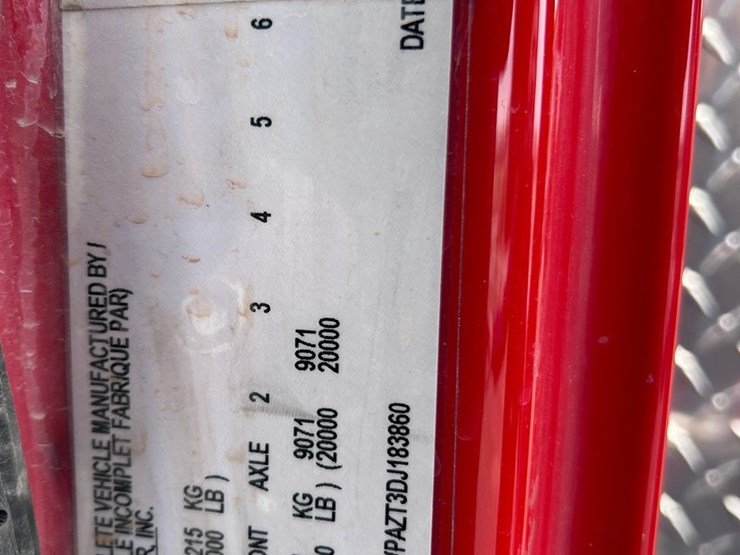 LETE VEHICLE MANUFACTURED BY /
LE INCOMPLET FABRIQUE PAR)
R, INC.
215 KG
000 LB )
ONT AXLE 2 3 4 5 6
KG 9071 9071
0 LB ) (20000 20000
PAZT3DJ183860 DATE